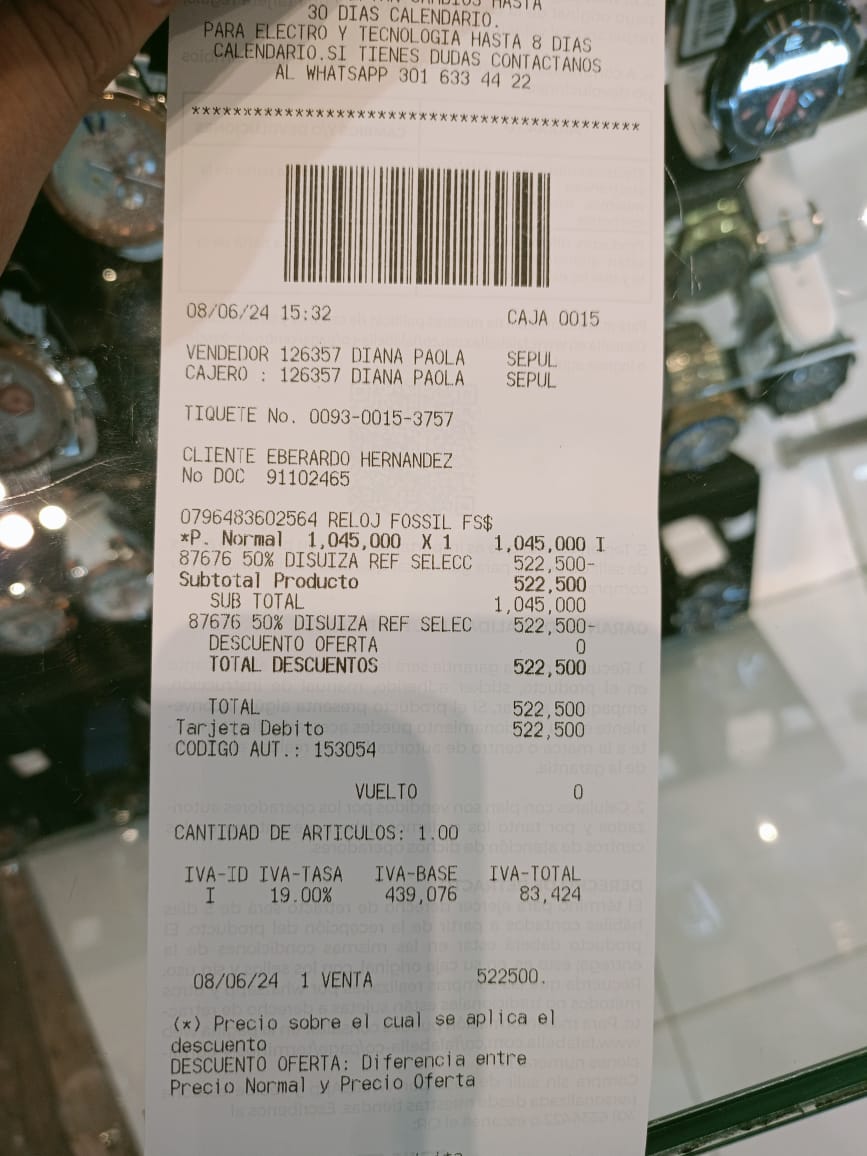 CAMBIOS HASTA
30 DIAS CALENDARIO.
PARA ELECTRO Y TECNOLOGIA HASTA 8 DIAS
CALENDARIO.SI TIENES DUDAS CONTACTANOS
AL WHATSAPP 301 633 44 22
*******************************************
08/06/24 15:32 CAJA 0015
VENDEDOR 126357 DIANA PAOLA SEPUL
CAJERO : 126357 DIANA PAOLA SEPUL
TIQUETE No. 0093-0015-3757
CLIENTE EBERARDO HERNANDEZ
No DOC 91102465
0796483602564 RELOJ FOSSIL FS$
*P. Normal 1,045,000 X 1 1,045,000 I
87676 50% DISUIZA REF SELECC 522,500-
Subtotal Producto 522,500
SUB TOTAL 1,045,000
87676 50% DISUIZA REF SELEC 522,500-
DESCUENTO OFERTA 0
TOTAL DESCUENTOS 522,500
TOTAL 522,500
Tarjeta Debito 522,500
CODIGO AUT.: 153054
VUELTO 0
CANTIDAD DE ARTICULOS: 1.00
IVA-ID IVA-TASA IVA-BASE IVA-TOTAL
I 19.00% 439,076 83,424
08/06/24 1 VENTA 522500.
(*) Precio sobre el cual se aplica el
descuento
DESCUENTO OFERTA: Diferencia entre
Precio Normal y Precio Oferta